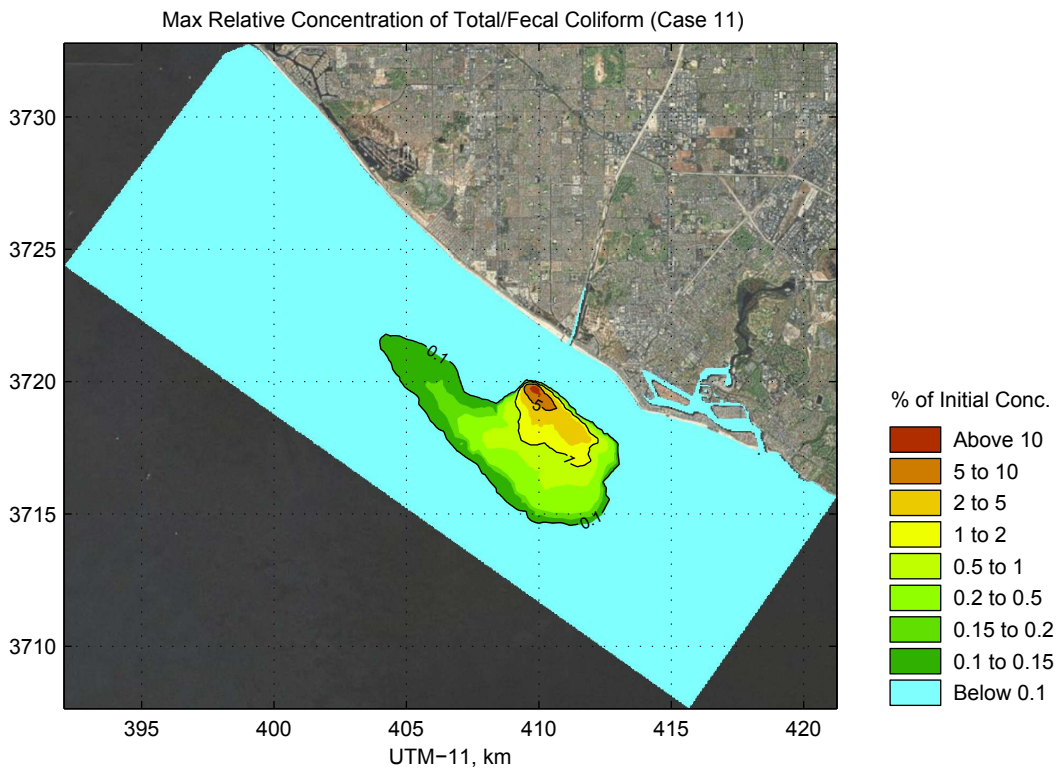 Max Relative Concentration of Total/Fecal Coliform (Case 11)
3730
3725
3720
3715
3710
0.1
5
1
0.1
395
400
405
410
415
420
UTM−11, km
% of Initial Conc.
Above 10
5 to 10
2 to 5
1 to 2
0.5 to 1
0.2 to 0.5
0.15 to 0.2
0.1 to 0.15
Below 0.1